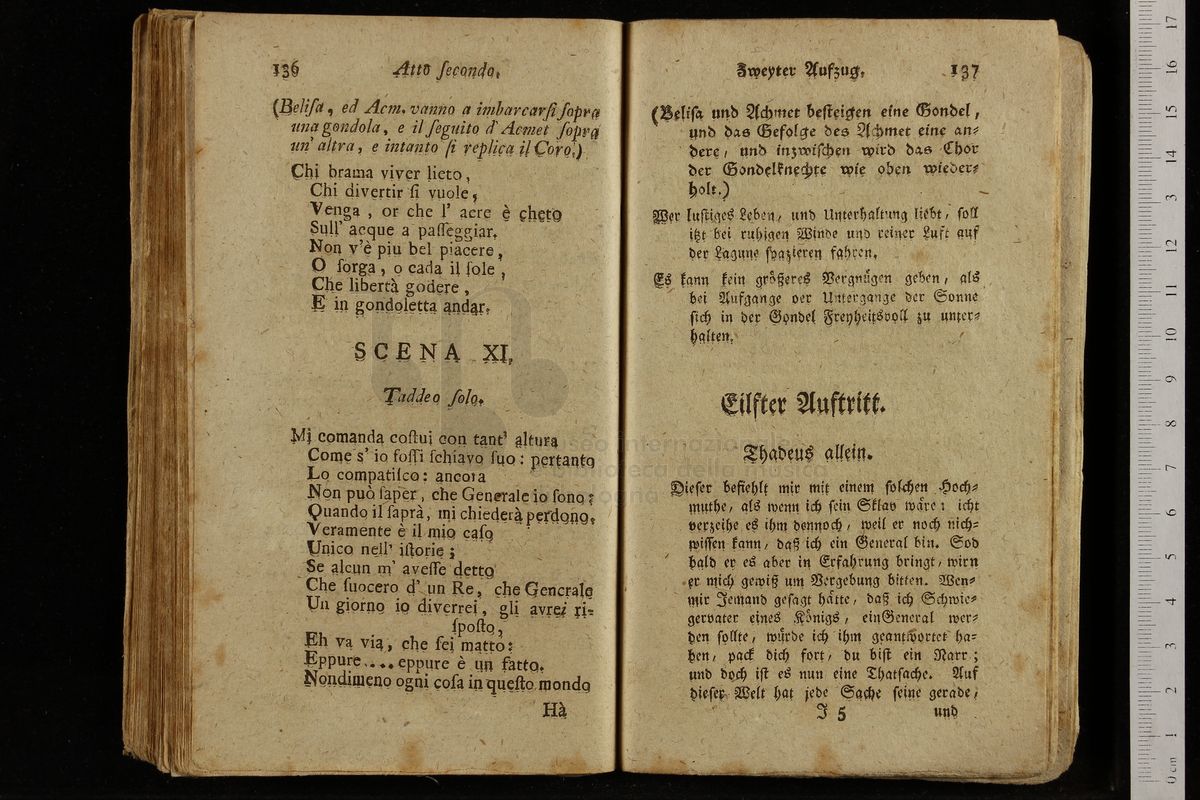 136 Atto ſecondo.
(Beliſa, ed Acm. vanno a imbarcarſi ſopra
una gondola, e il ſeguito d' Acmet ſopra
un' altra, e intanto ſi replica il Coro.)
Chi brama viver lieto,
Chi divertir ſi vuole,
Venga, or che l' aere è cheto
Sull' acque a paſſeggiar.
Non v'è piu bel piacere,
O ſorga, o cada il ſole,
Che libertà godere,
E in gondoletta andar.
SCENA XI.
Taddeo ſolo.
Mi comanda coſtui con tant' altura
Come s' io foſſi ſchiavo ſuo: pertanto
Lo compatiſco: ancora
Non può ſaper, che Generale io ſono:
Quando il ſaprà, mi chiederà perdono.
Veramente è il mio caſo
Unico nell' iſtorie;
Se alcun m' aveſſe detto
Che ſuocero d' un Re, che Generale
Un giorno io diverrei, gli avrei ri-
ſpoſto,
Eh va via, che ſei matto:
Eppure.... eppure è un fatto.
Nondimeno ogni coſa in queſto mondo
Hà
Zweyter Aufzug. 137
(Beliſa und Achmet beſteigen eine Gondel,
und das Gefolge des Achmet eine an-
dere, und inzwiſchen wird das Chor
der Gondelknechte wie oben wieder-
holt.)
Wer luſtiges Leben, und Unterhaltung liebt, ſoll
itzt bei ruhigen Winde und reiner Luft auf
der Lagune ſpazieren fahren.
Es kann kein größeres Vergnügen geben, als
bei Aufgange oer Untergange der Sonne
ſich in der Gondel Freyheitsvoll zu unter-
halten.
Eilfter Auftritt.
Thadeus allein.
Dieſer befiehlt mir mit einem ſolchen Hoch-
muthe, als wenn ich ſein Sklav wäre: icht
verzeihe es ihm dennoch, weil er noch nich-
wiſſen kann, daß ich ein General bin. Sod
bald er es aber in Erfahrung bringt, wirn
er mich gewiß um Vergebung bitten. Wen-
mir Jemand geſagt hätte, daß ich Schwie-
gervater eines Königs, einGeneral wer-
den ſollte, würde ich ihm geantwortet ha-
ben, pack dich fort, du biſt ein Narr;
und doch iſt es nun eine Thatſache. Auf
dieſer Welt hat jede Sache ſeine gerade,
J 5 und
museo internazionale
e biblioteca della musica
di bologna